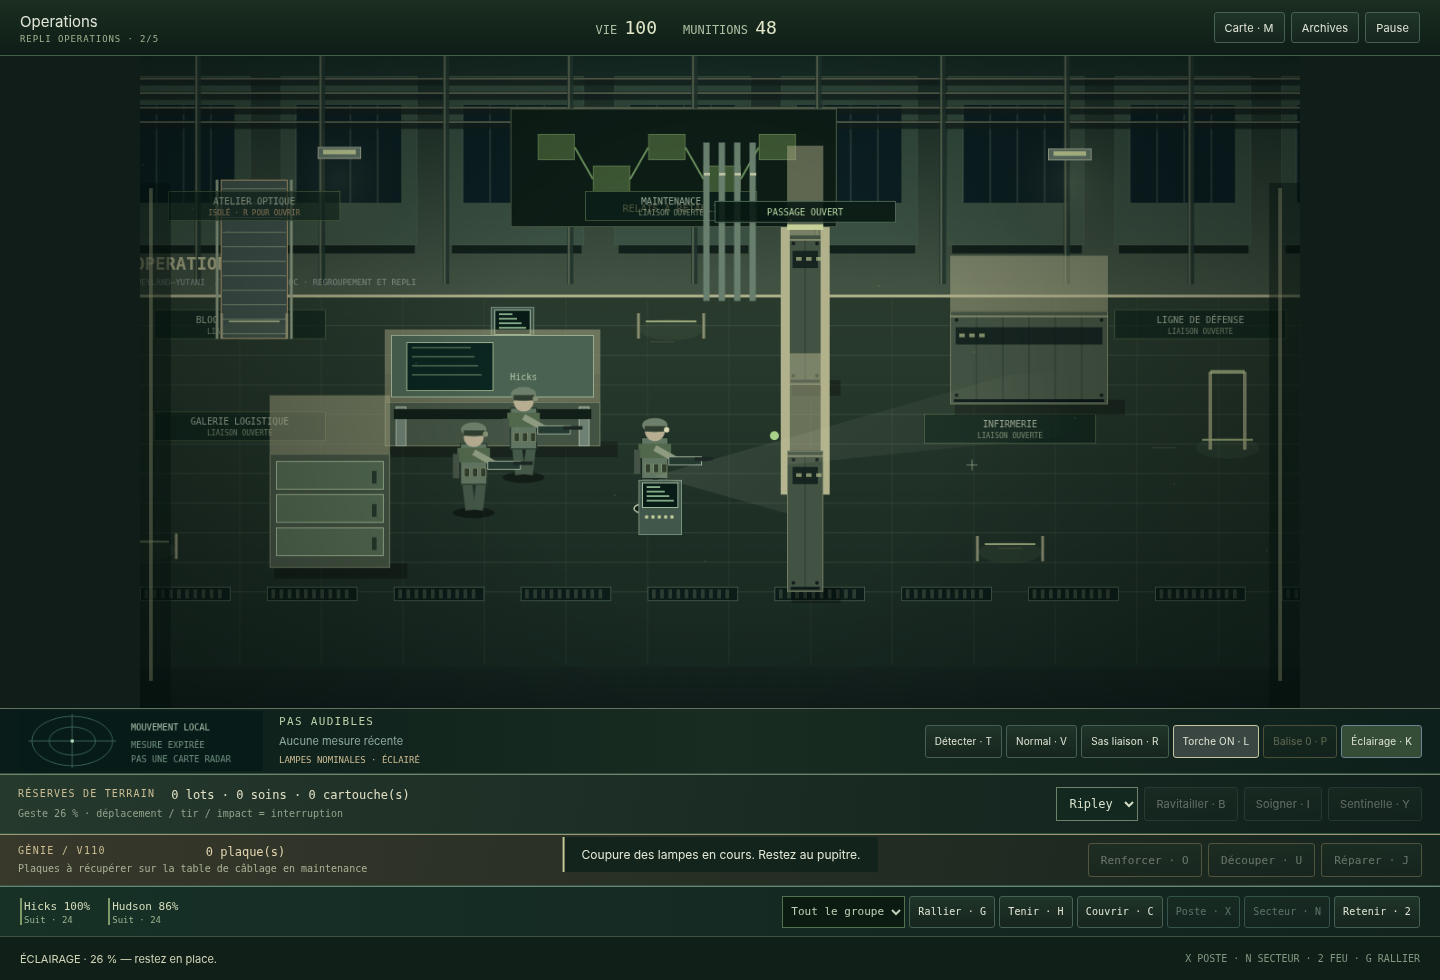 Operations
REPLI OPERATIONS · 2/5
VIE 100 MUNITIONS 48
Carte · M
Archives
Pause
ATELIER OPTIQUE
ISOLÉ · R POUR OUVRIR
MAINTENANCE
LIAISON OUVERTE
PASSAGE OUVERT
OPERATIO
· REGROUPEMENT ET REPLI
BLOC
LIGNE DE DÉFENSE
LIAISON OUVERTE
Hicks
GALERIE LOGISTIQUE
LIAISON OUVERTE
INFIRMERIE
LIAISON OUVERTE
MOUVEMENT LOCAL
MESURE EXPIRÉE
PAS UNE CARTE RADAR
PAS AUDIBLES
Aucune mesure récente
LAMPES NOMINALES · ÉCLAIRÉ
Détecter · T
Normal · V
Sas liaison · R
Torche ON · L
Balise 0 · P
Éclairage · K
RÉSERVES DE TERRAIN 0 lots · 0 soins · 0 cartouche(s)
Geste 26 % · déplacement / tir / impact = interruption
Ripley
Ravitailler · B
Soigner · I
Sentinelle · Y
GÉNIE / V110 0 plaque(s)
Plaques à récupérer sur la table de câblage en maintenance
Coupure des lampes en cours. Restez au pupitre.
Renforcer · O
Découper · U
Réparer · J
Hicks 100%
Suit · 24
Hudson 86%
Suit · 24
Tout le groupe
Rallier · G
Tenir · H
Couvrir · C
Poste · X
Secteur · N
Retenir · 2
ÉCLAIRAGE · 26 % — restez en place.
X POSTE · N SECTEUR · 2 FEU · G RALLIER